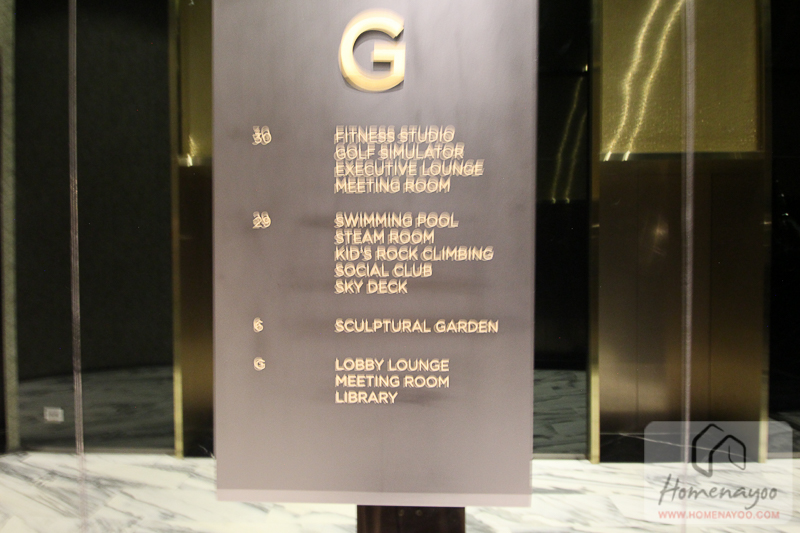 G
30 FITNESS STUDIO
GOLF SIMULATOR
EXECUTIVE LOUNGE
MEETING ROOM
29 SWIMMING POOL
STEAM ROOM
KID'S ROCK CLIMBING
SOCIAL CLUB
SKY DECK
6 SCULPTURAL GARDEN
G LOBBY LOUNGE
MEETING ROOM
LIBRARY
Homenayoo
WWW.HOMENAYOO.COM